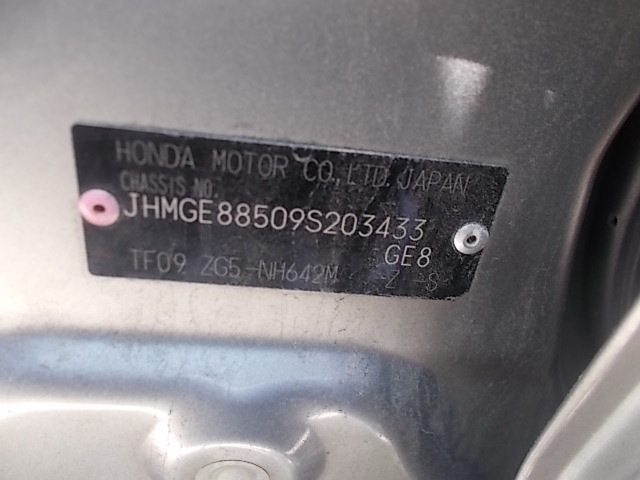 HONDA MOTOR CO., LTD. JAPAN
CHASSIS NO.
JHMGE88509S203433
GE8
TF09 ZG5-NH642M -Z -S